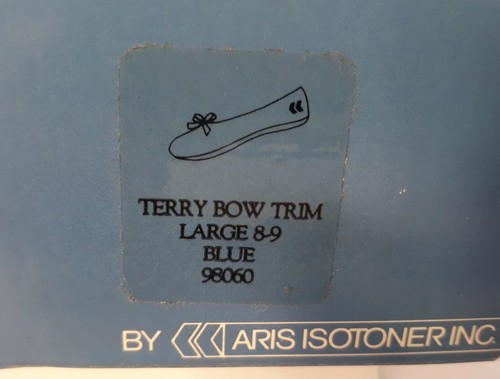 TERRY BOW TRIM
LARGE 8-9
BLUE
98060
BY ARIS ISOTONER INC.